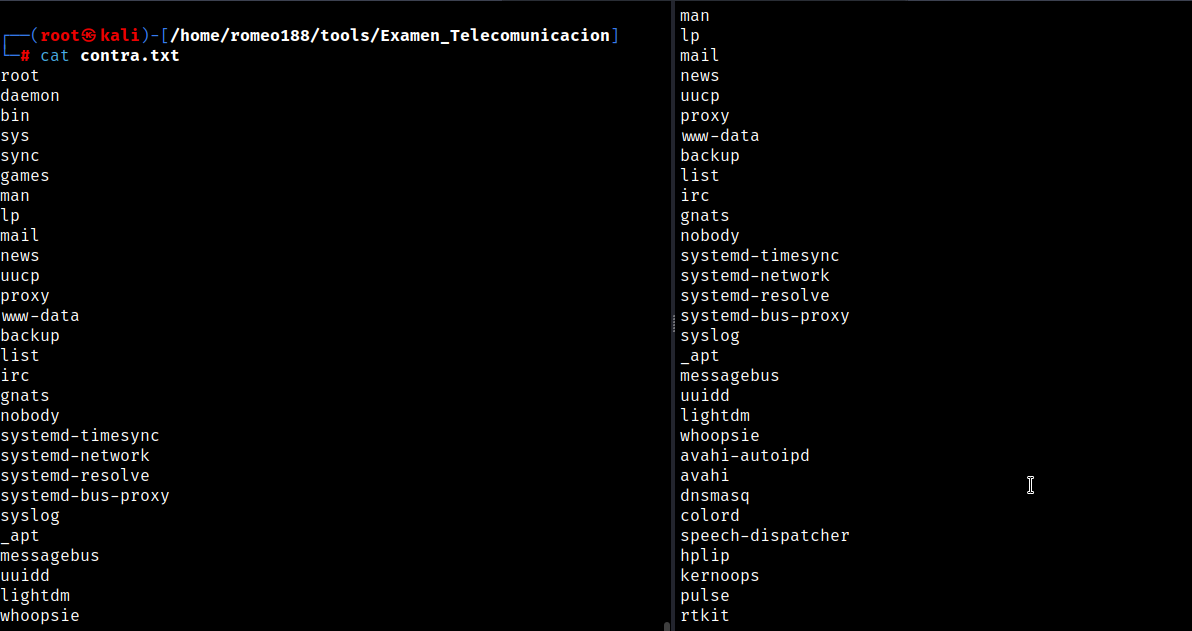 ┌──(root㉿kali)-[/home/romeo188/tools/Examen_Telecomunicacion]
└─# cat contra.txt
root
daemon
bin
sys
sync
games
man
lp
mail
news
uucp
proxy
www-data
backup
list
irc
gnats
nobody
systemd-timesync
systemd-network
systemd-resolve
systemd-bus-proxy
syslog
_apt
messagebus
uuidd
lightdm
whoopsie
man
lp
mail
news
uucp
proxy
www-data
backup
list
irc
gnats
nobody
systemd-timesync
systemd-network
systemd-resolve
systemd-bus-proxy
syslog
_apt
messagebus
uuidd
lightdm
whoopsie
avahi-autoipd
avahi
dnsmasq
colord
speech-dispatcher
hplip
kernoops
pulse
rtkit